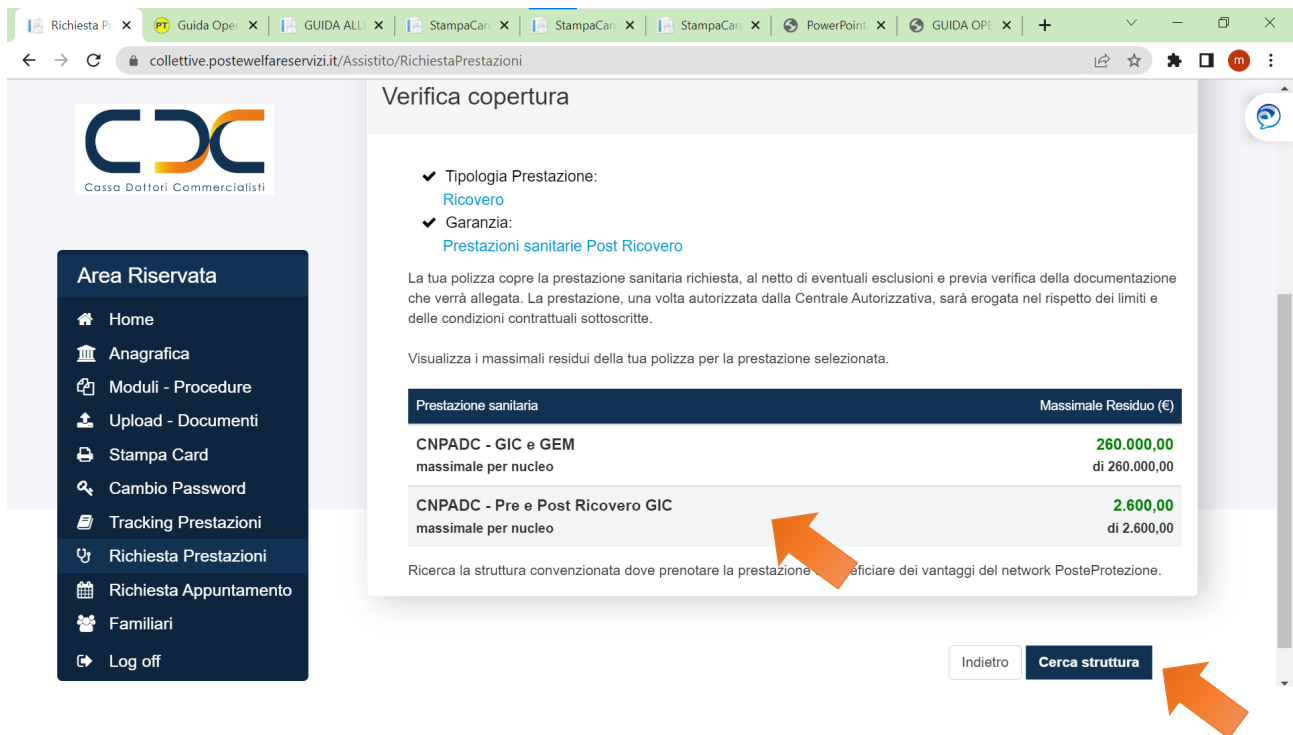 Richiesta Pr
Guida Oper
GUIDA ALL
StampaCard
StampaCard
StampaCard
PowerPoint
GUIDA OPE
collettive.postewelfareservizi.it/Assistito/RichiestaPrestazioni
m
CDC
Cassa Dottori Commercialisti
Area Riservata
Home
Anagrafica
Moduli - Procedure
Upload - Documenti
Stampa Card
Cambio Password
Tracking Prestazioni
Richiesta Prestazioni
Richiesta Appuntamento
Familiari
Log off
Verifica copertura
Tipologia Prestazione:
Ricovero
Garanzia:
Prestazioni sanitarie Post Ricovero
La tua polizza copre la prestazione sanitaria richiesta, al netto di eventuali esclusioni e previa verifica della documentazione
che verrà allegata. La prestazione, una volta autorizzata dalla Centrale Autorizzativa, sarà erogata nel rispetto dei limiti e
delle condizioni contrattuali sottoscritte.
Visualizza i massimali residui della tua polizza per la prestazione selezionata.
Prestazione sanitaria Massimale Residuo (€)
CNPADC - GIC e GEM 260.000,00
massimale per nucleo di 260.000,00
CNPADC - Pre e Post Ricovero GIC 2.600,00
massimale per nucleo di 2.600,00
Ricerca la struttura convenzionata dove prenotare la prestazione dei vantaggi del network PosteProtezione.
Indietro Cerca struttura